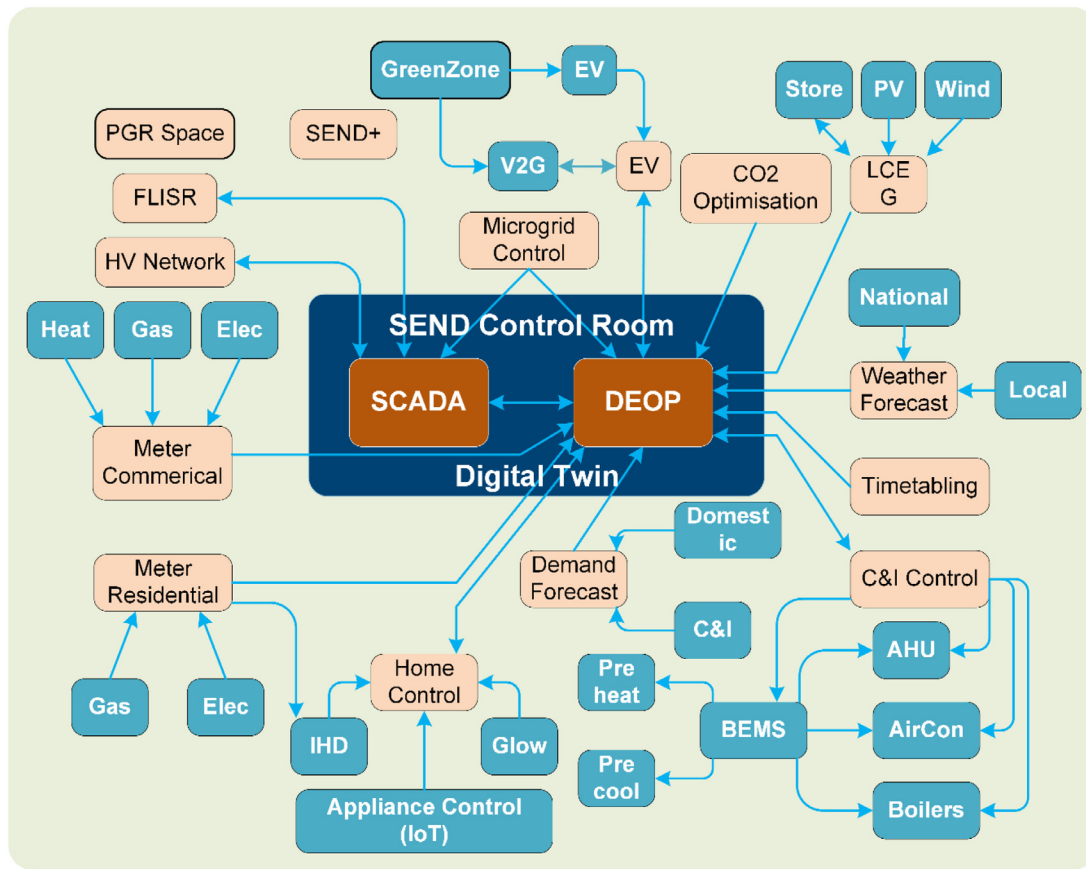 GreenZone
EV
Store
PV
Wind
PGR Space
SEND+
V2G
EV
CO2
Optimisation
LCE
G
FLISR
Microgrid
Control
HV Network
National
Heat
Gas
Elec
SEND Control Room
SCADA
DEOP
Weather
Forecast
Local
Meter
Commerical
Digital Twin
Timetabling
Domest
ic
Meter
Residential
Demand
Forecast
C&I Control
C&I
AHU
Home
Control
Pre
heat
Gas
Elec
IHD
Glow
BEMS
AirCon
Pre
cool
Appliance Control
(IoT)
Boilers